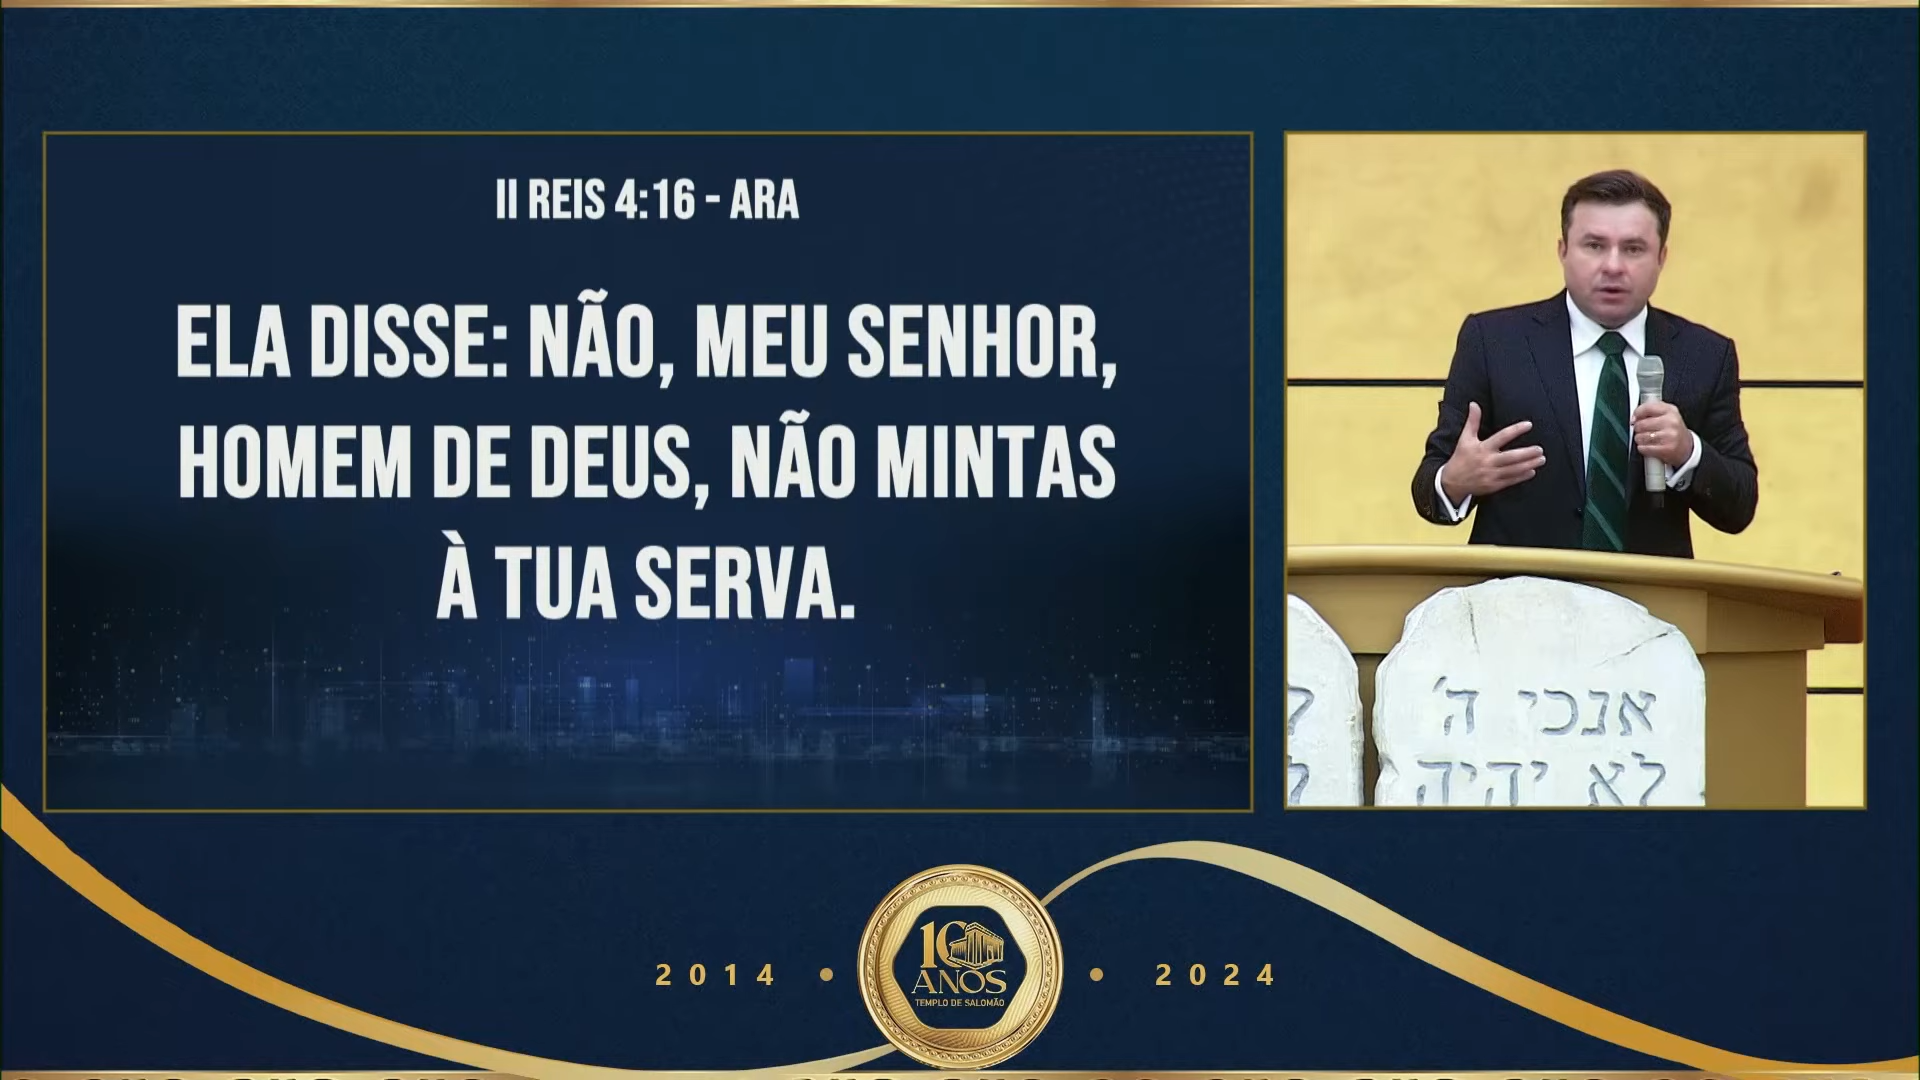 II REIS 4:16 - ARA
ELA DISSE: NÃO, MEU SENHOR,
HOMEM DE DEUS, NÃO MINTAS
À TUA SERVA.
אנכי ה׳
לא יהיה
2014 • 10 ANOS • 2024
TEMPLO DE SALOMÃO